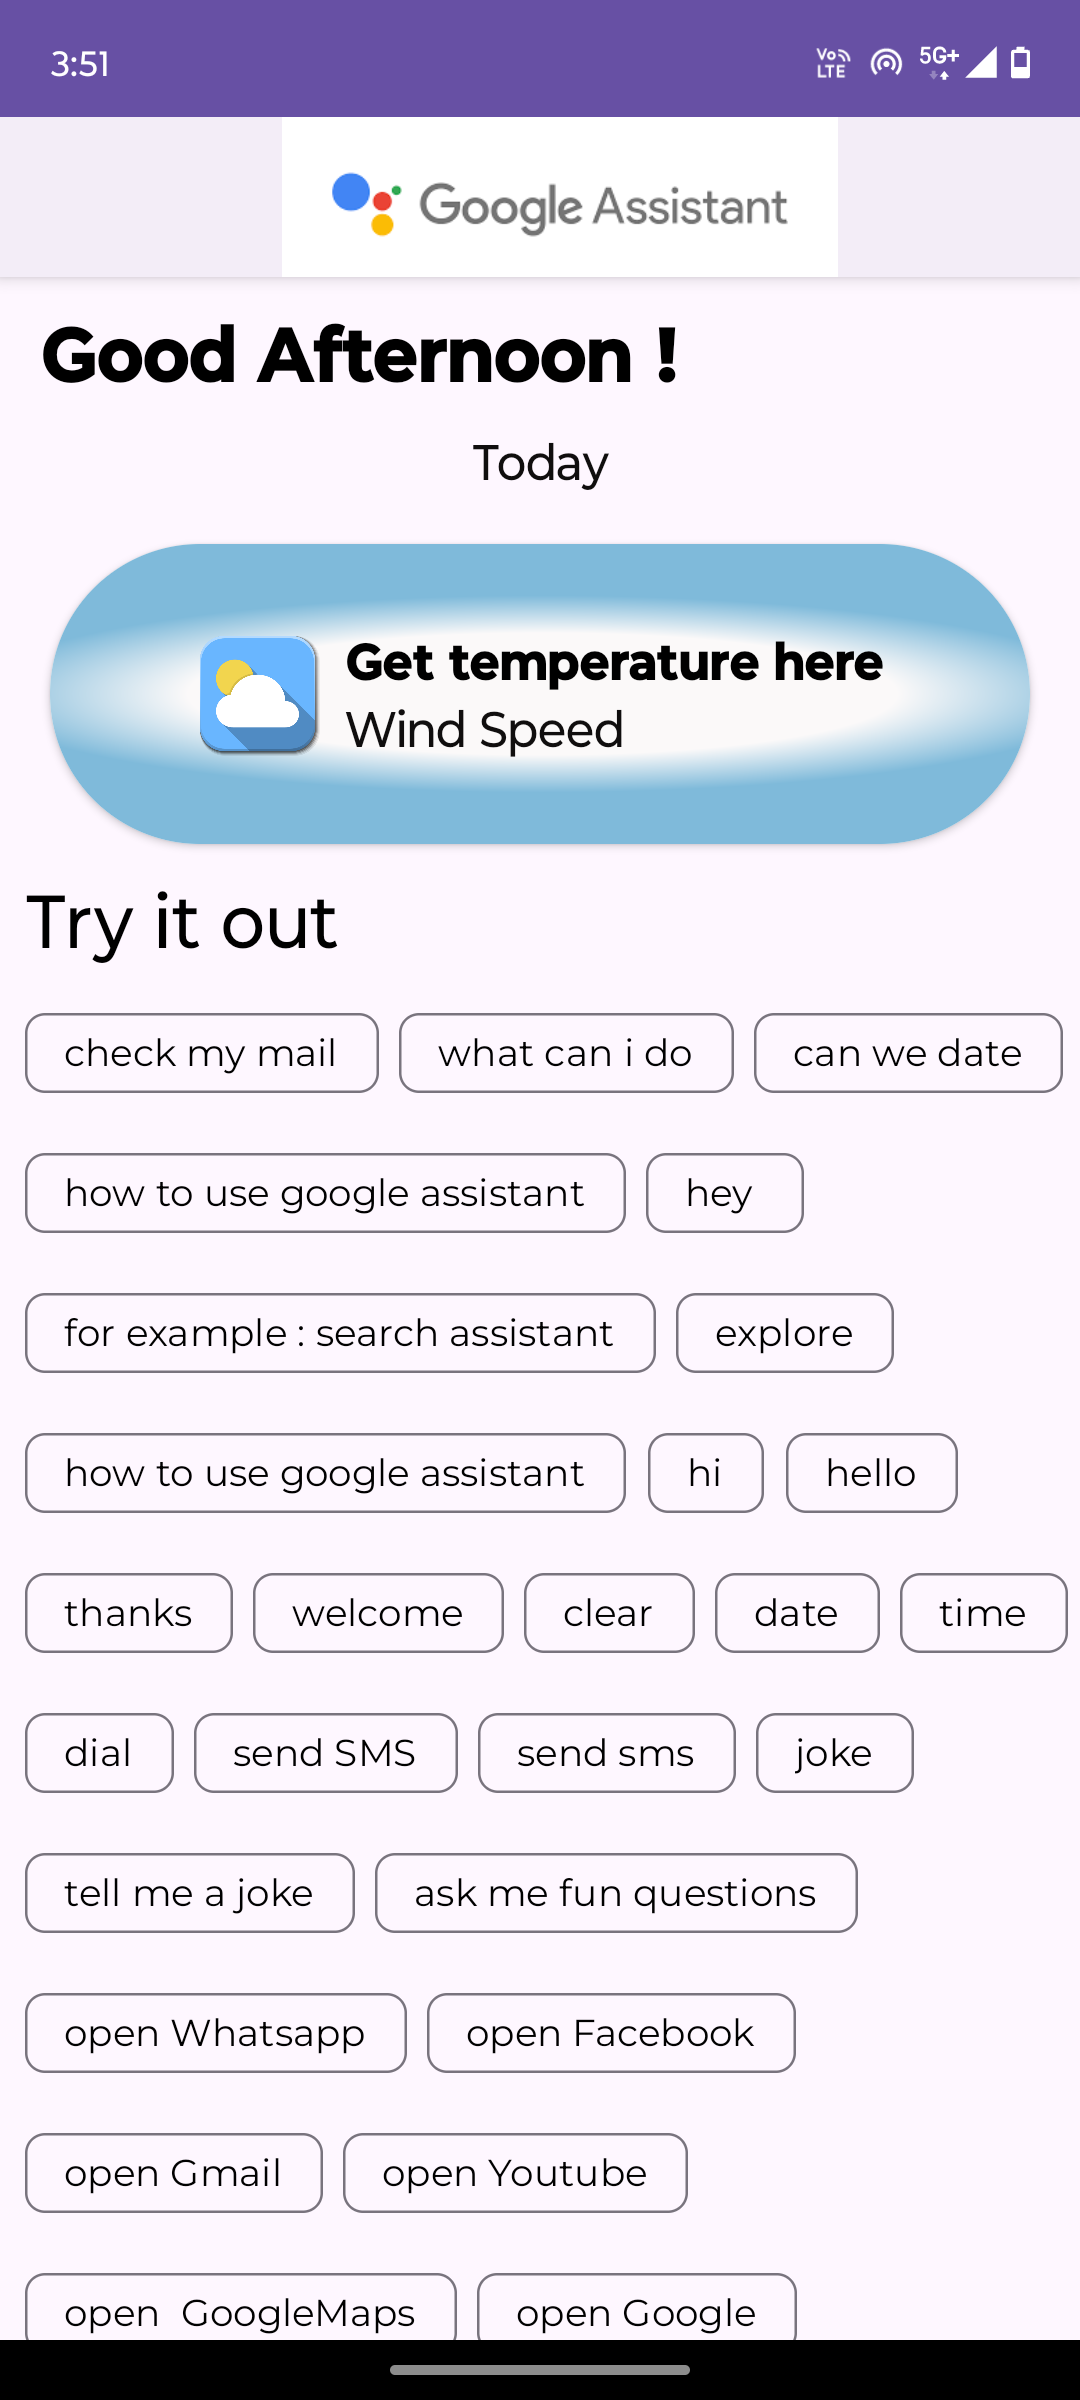 3:51
Vo LTE
5G+
Google Assistant
Good Afternoon !
Today
Get temperature here
Wind Speed
Try it out
check my mail what can i do can we date
how to use google assistant hey
for example : search assistant explore
how to use google assistant hi hello
thanks welcome clear date time
dial send SMS send sms joke
tell me a joke ask me fun questions
open Whatsapp open Facebook
open Gmail open Youtube
open  GoogleMaps open Google